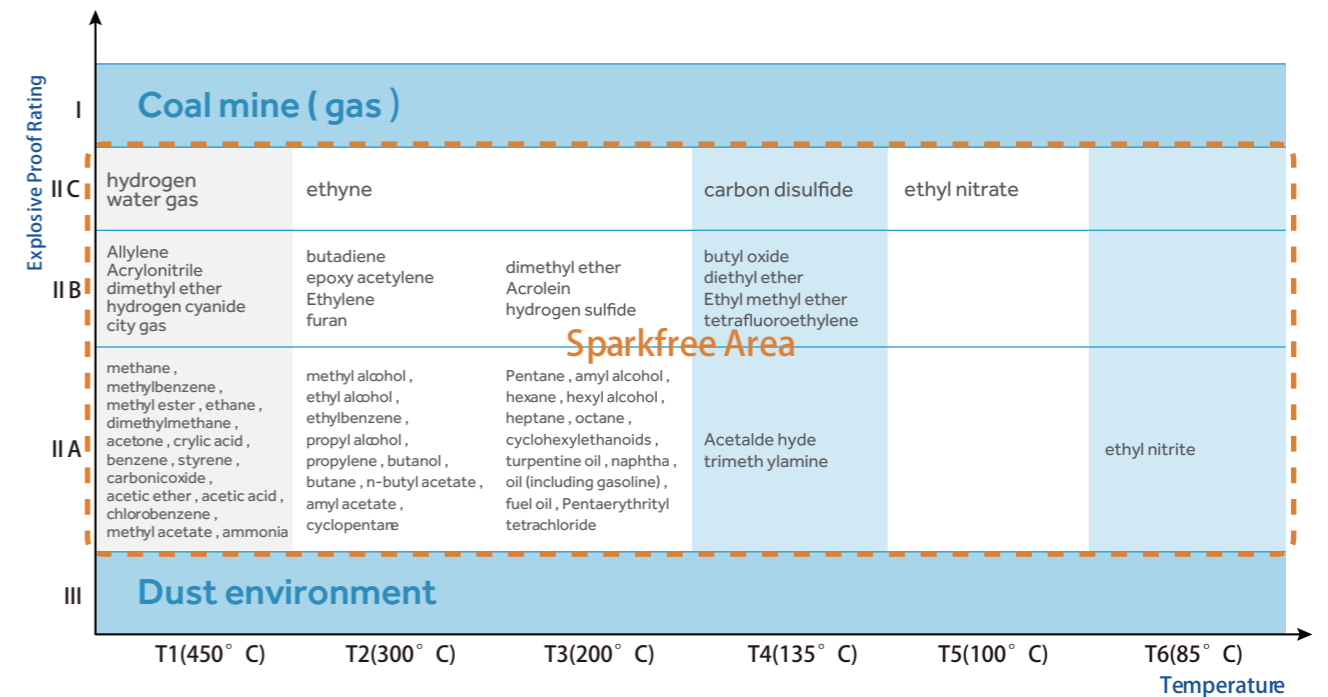 Explosive Proof Rating
I
Coal mine ( gas )
II C
hydrogen
water gas
ethyne
carbon disulfide
ethyl nitrate
II B
Allylene
Acrylonitrile
dimethyl ether
hydrogen cyanide
city gas
butadiene
epoxy acetylene
Ethylene
furan
dimethyl ether
Acrolein
hydrogen sulfide
butyl oxide
diethyl ether
Ethyl methyl ether
tetrafluoroethylene
Sparkfree Area
II A
methane ,
methylbenzene ,
methyl ester , ethane ,
dimethylmethane ,
acetone , crylic acid ,
benzene , styrene ,
carbonicoxide ,
acetic ether , acetic acid ,
chlorobenzene ,
methyl acetate , ammonia
methyl alcohol ,
ethyl alcohol ,
ethylbenzene ,
propyl alcohol ,
propylene , butanol ,
butane , n-butyl acetate ,
amyl acetate ,
cyclopentane
Pentane , amyl alcohol ,
hexane , hexyl alcohol ,
heptane , octane ,
cyclohexylethanoids ,
turpentine oil , naphtha ,
oil (including gasoline) ,
fuel oil , Pentaerythrityl
tetrachloride
Acetalde hyde
trimeth ylamine
ethyl nitrite
III
Dust environment
T1(450° C)
T2(300° C)
T3(200° C)
T4(135° C)
T5(100° C)
T6(85° C)
Temperature